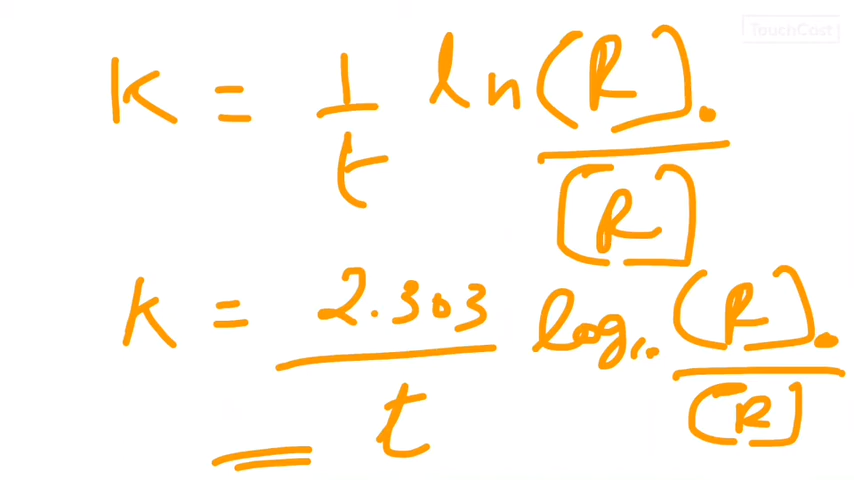 TouchCast
K = 1/t ln [R]₀/[R]
K = 2.303/t log₁₀ [R]₀/[R]